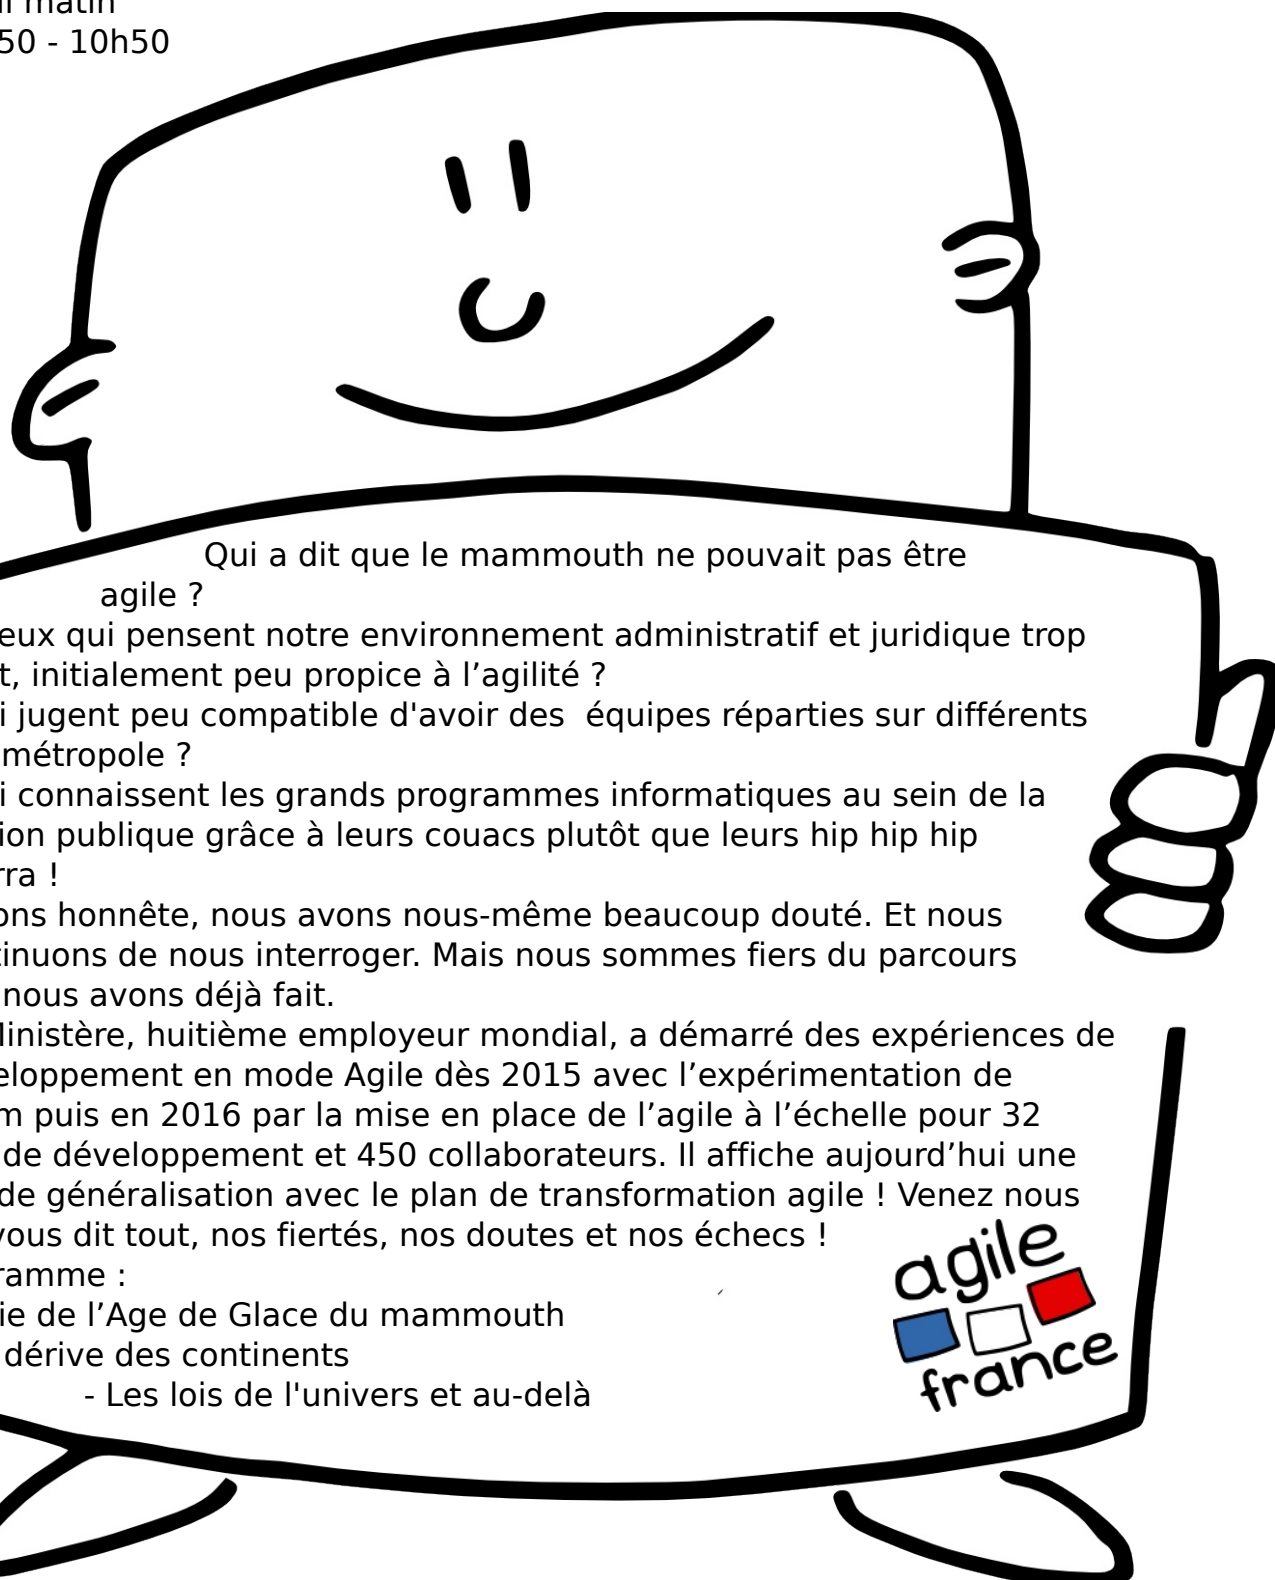 matin
50 - 10h50
Qui a dit que le mammouth ne pouvait pas être
agile ?
eux qui pensent notre environnement administratif et juridique trop
t, initialement peu propice à l’agilité ?
i jugent peu compatible d'avoir des  équipes réparties sur différents
métropole ?
i connaissent les grands programmes informatiques au sein de la
ion publique grâce à leurs couacs plutôt que leurs hip hip hip
rra !
ons honnête, nous avons nous-même beaucoup douté. Et nous
tinuons de nous interroger. Mais nous sommes fiers du parcours
nous avons déjà fait.
inistère, huitième employeur mondial, a démarré des expériences de
eloppement en mode Agile dès 2015 avec l’expérimentation de
m puis en 2016 par la mise en place de l’agile à l’échelle pour 32
de développement et 450 collaborateurs. Il affiche aujourd’hui une
de généralisation avec le plan de transformation agile ! Venez nous
vous dit tout, nos fiertés, nos doutes et nos échecs !
ramme :
ie de l’Age de Glace du mammouth
dérive des continents
- Les lois de l'univers et au-delà
agile
france